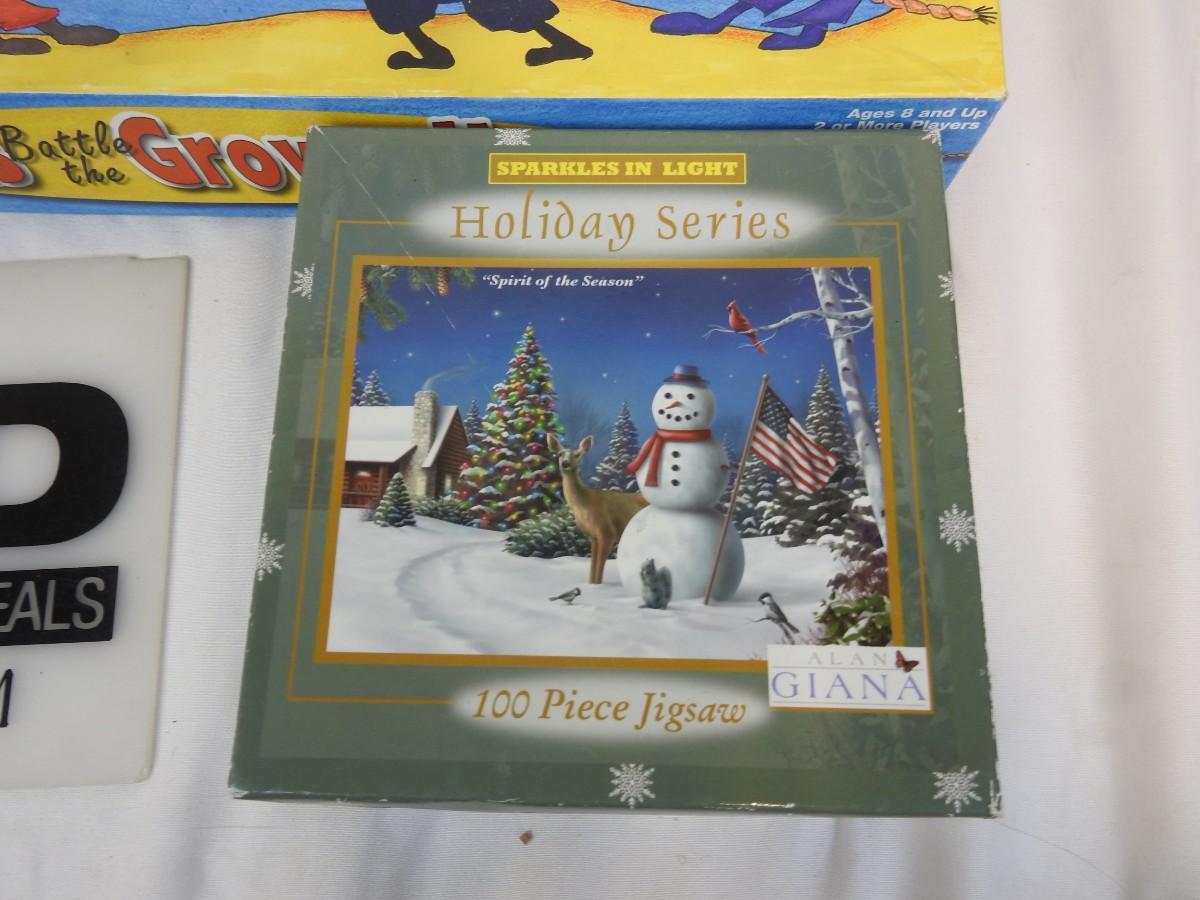 Battle
the
Ages 8 and Up
2 or More Players
SPARKLES IN LIGHT
Holiday Series
"Spirit of the Season"
ALAN
GIANA
100 Piece Jigsaw